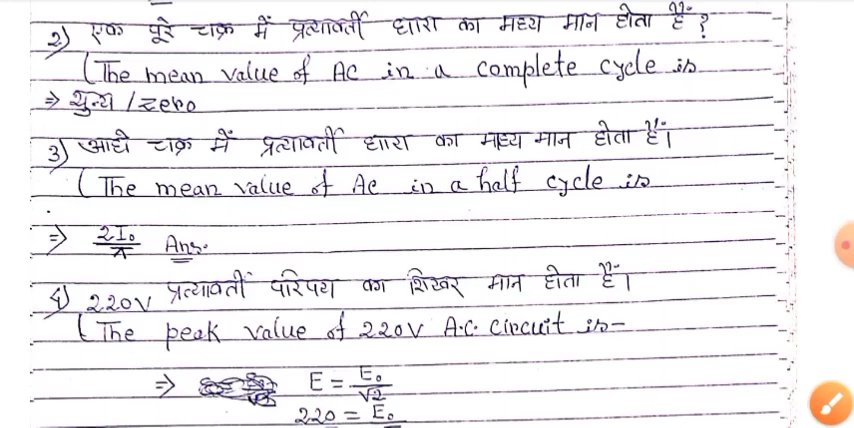 2) एक पूरे चक्र में प्रत्यावर्ती धारा का मध्य मान होता है?
(The mean value of AC in a complete cycle is
⇒ शुन्य / zero
3) आधे चक्र में प्रत्यावर्ती धारा का माध्य मान होता है।
(The mean value of AC in a half cycle is
⇒ 2I₀/π Ans.
4) 220V प्रत्यावर्ती परिपथ का शिखर मान होता है।
(The peak value of 220V A.C. circuit is-
⇒ E = E₀/√2
220 = E₀